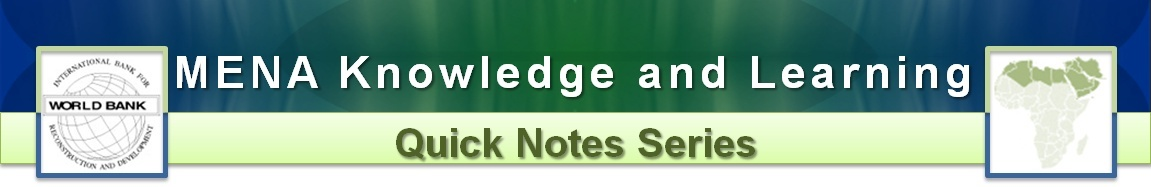 MENA Knowledge and Learning
Quick Notes Series
INTERNATIONAL BANK FOR
WORLD BANK
RECONSTRUCTION AND DEVELOPMENT